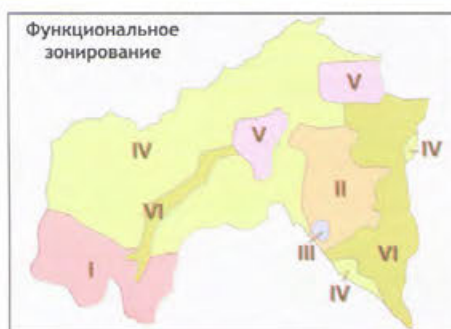 Функциональное
зонирование
V
IV
V
IV
II
VI
III
VI
I
IV